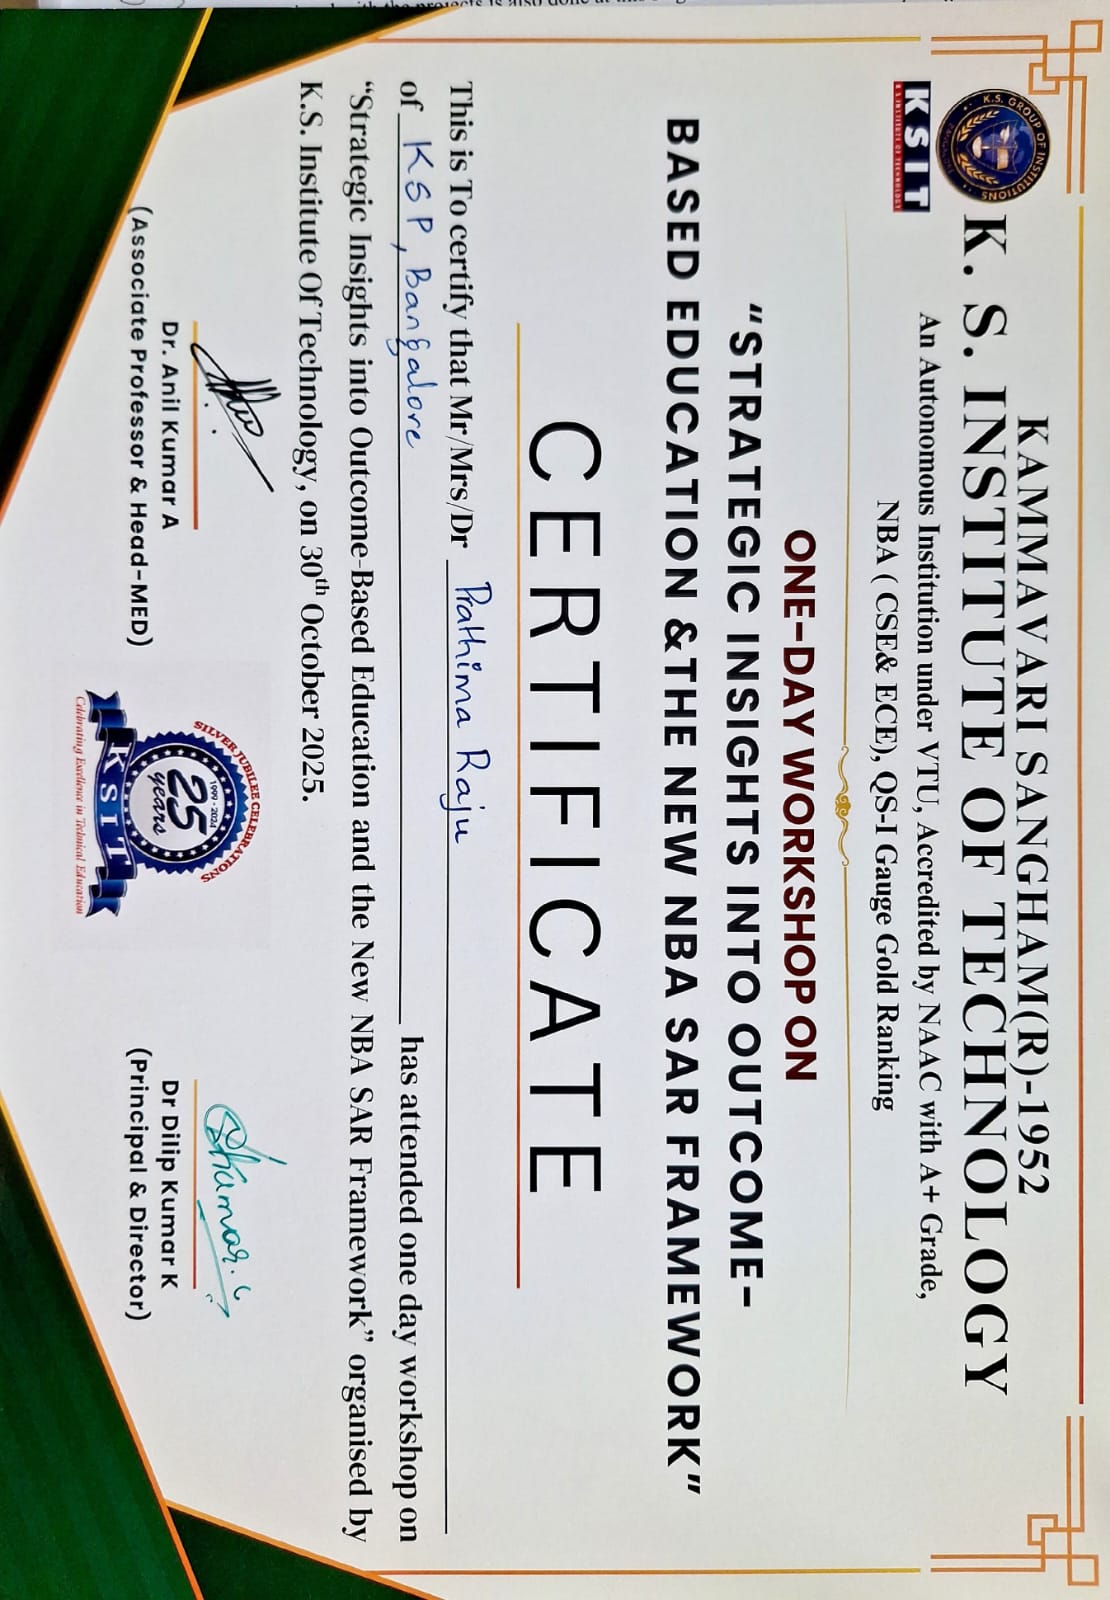 KAMMAVARI SANGHAM(R)-1952
K. S. INSTITUTE OF TECHNOLOGY
K.S. GROUP OF INSTITUTIONS
KSIT
K S INSTITUTE OF TECHNOLOGY
An Autonomous Institution under VTU, Accredited by NAAC with A+ Grade,
NBA ( CSE& ECE), QS-I Gauge Gold Ranking
ONE-DAY WORKSHOP ON
“STRATEGIC INSIGHTS INTO OUTCOME-
BASED EDUCATION &THE NEW NBA SAR FRAMEWORK”
CERTIFICATE
This is To certify that Mr/Mrs/Dr Prathima Raju
of KSP, Bangalore has attended one day workshop on
“Strategic Insights into Outcome-Based Education and the New NBA SAR Framework” organised by
K.S. Institute Of Technology, on 30th October 2025.
Dr. Anil Kumar A
(Associate Professor & Head-MED)
SILVER JUBILEE CELEBRATIONS
1999 - 2024
25
years
KSIT
Celebrating Excellence in Technical Education
Dr Dilip Kumar K
(Principal & Director)